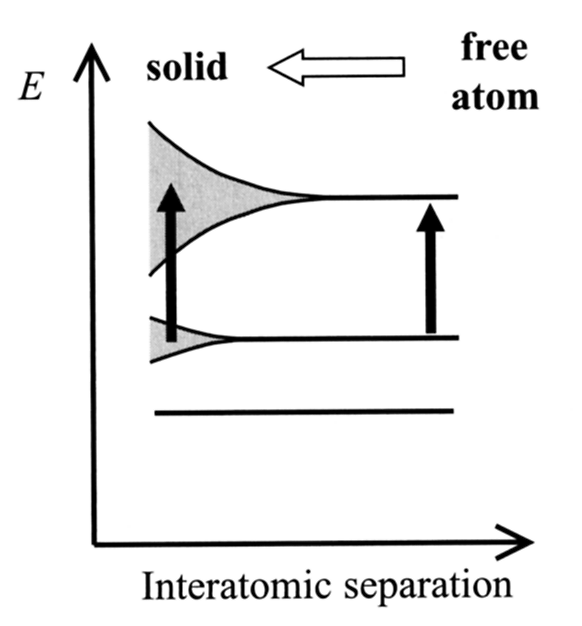 E
solid
free
atom
Interatomic separation